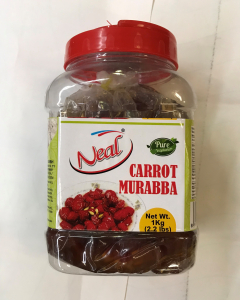 Neal
Pure
CARROT
MURABBA
Net Wt.
1Kg
(2.2 lbs)